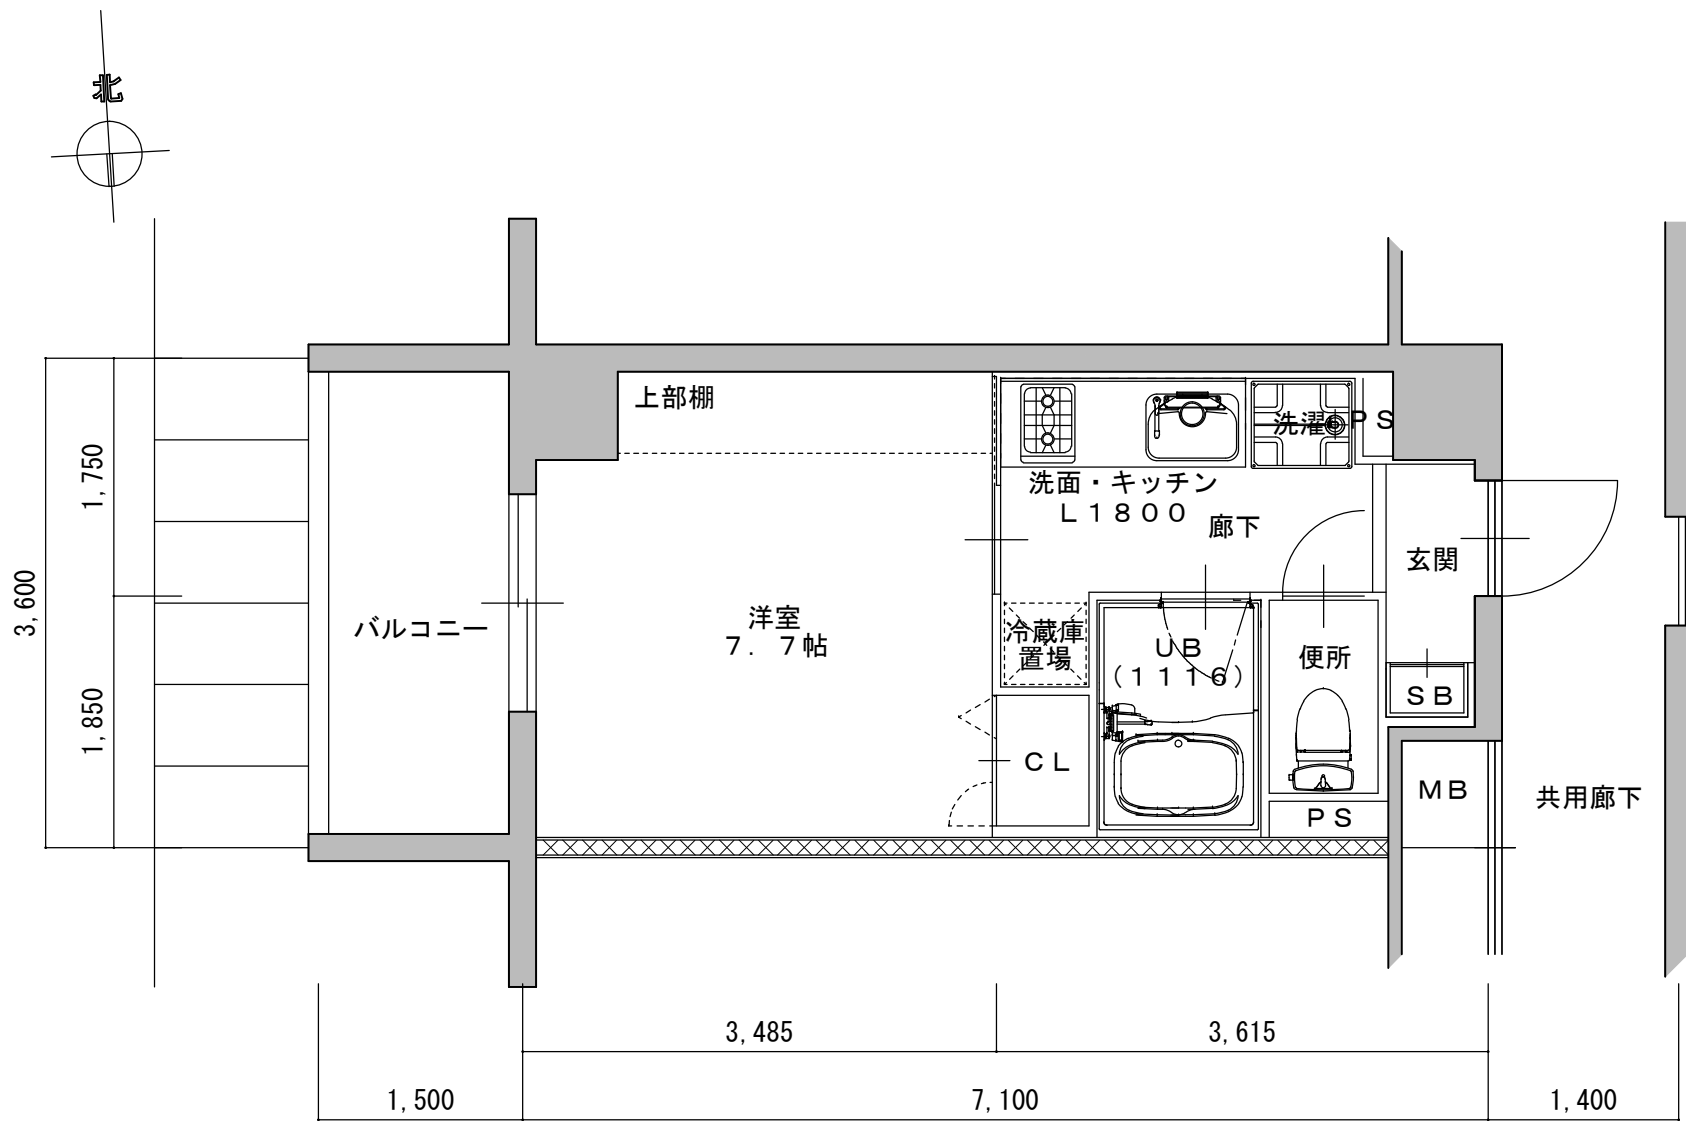 北
上部棚
洗濯
ＰＳ
洗面・キッチン
Ｌ１８００
廊下
玄関
バルコニー
洋室
７．７帖
冷蔵庫
置場
ＵＢ
（１１１６）
便所
ＳＢ
ＣＬ
ＭＢ
ＰＳ
共用廊下
1,750
3,600
1,850
3,485
3,615
1,500
7,100
1,400